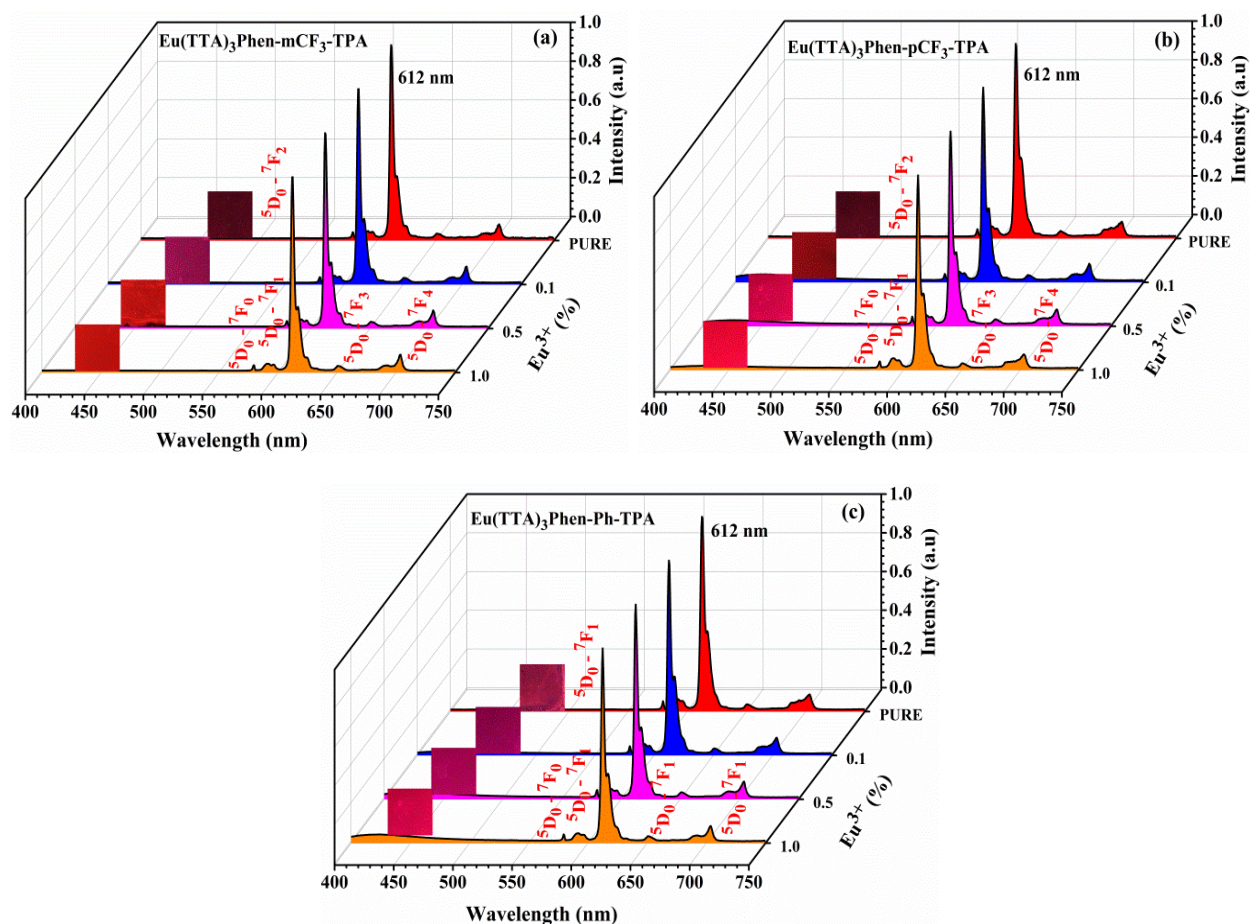 Eu(TTA)3Phen-mCF3-TPA
(a)
612 nm
5D0 - 7F2
5D0 - 7F0
5D0 - 7F1
5D0 - 7F3
5D0 - 7F4
1.0
0.8
0.6
0.4
0.2
0.0
Intensity (a.u)
PURE
0.1
0.5
1.0
Eu3+ (%)
400 450 500 550 600 650 700 750
Wavelength (nm)
Eu(TTA)3Phen-pCF3-TPA
(b)
612 nm
5D0 - 7F2
5D0 - 7F0
5D0 - 7F1
5D0 - 7F3
5D0 - 7F4
1.0
0.8
0.6
0.4
0.2
0.0
Intensity (a.u)
PURE
0.1
0.5
1.0
Eu3+ (%)
400 450 500 550 600 650 700 750
Wavelength (nm)
Eu(TTA)3Phen-Ph-TPA
(c)
612 nm
5D0 - 7F1
5D0 - 7F0
5D0 - 7F1
5D0 - 7F1
5D0 - 7F1
1.0
0.8
0.6
0.4
0.2
0.0
Intensity (a.u)
PURE
0.1
0.5
1.0
Eu3+ (%)
400 450 500 550 600 650 700 750
Wavelength (nm)